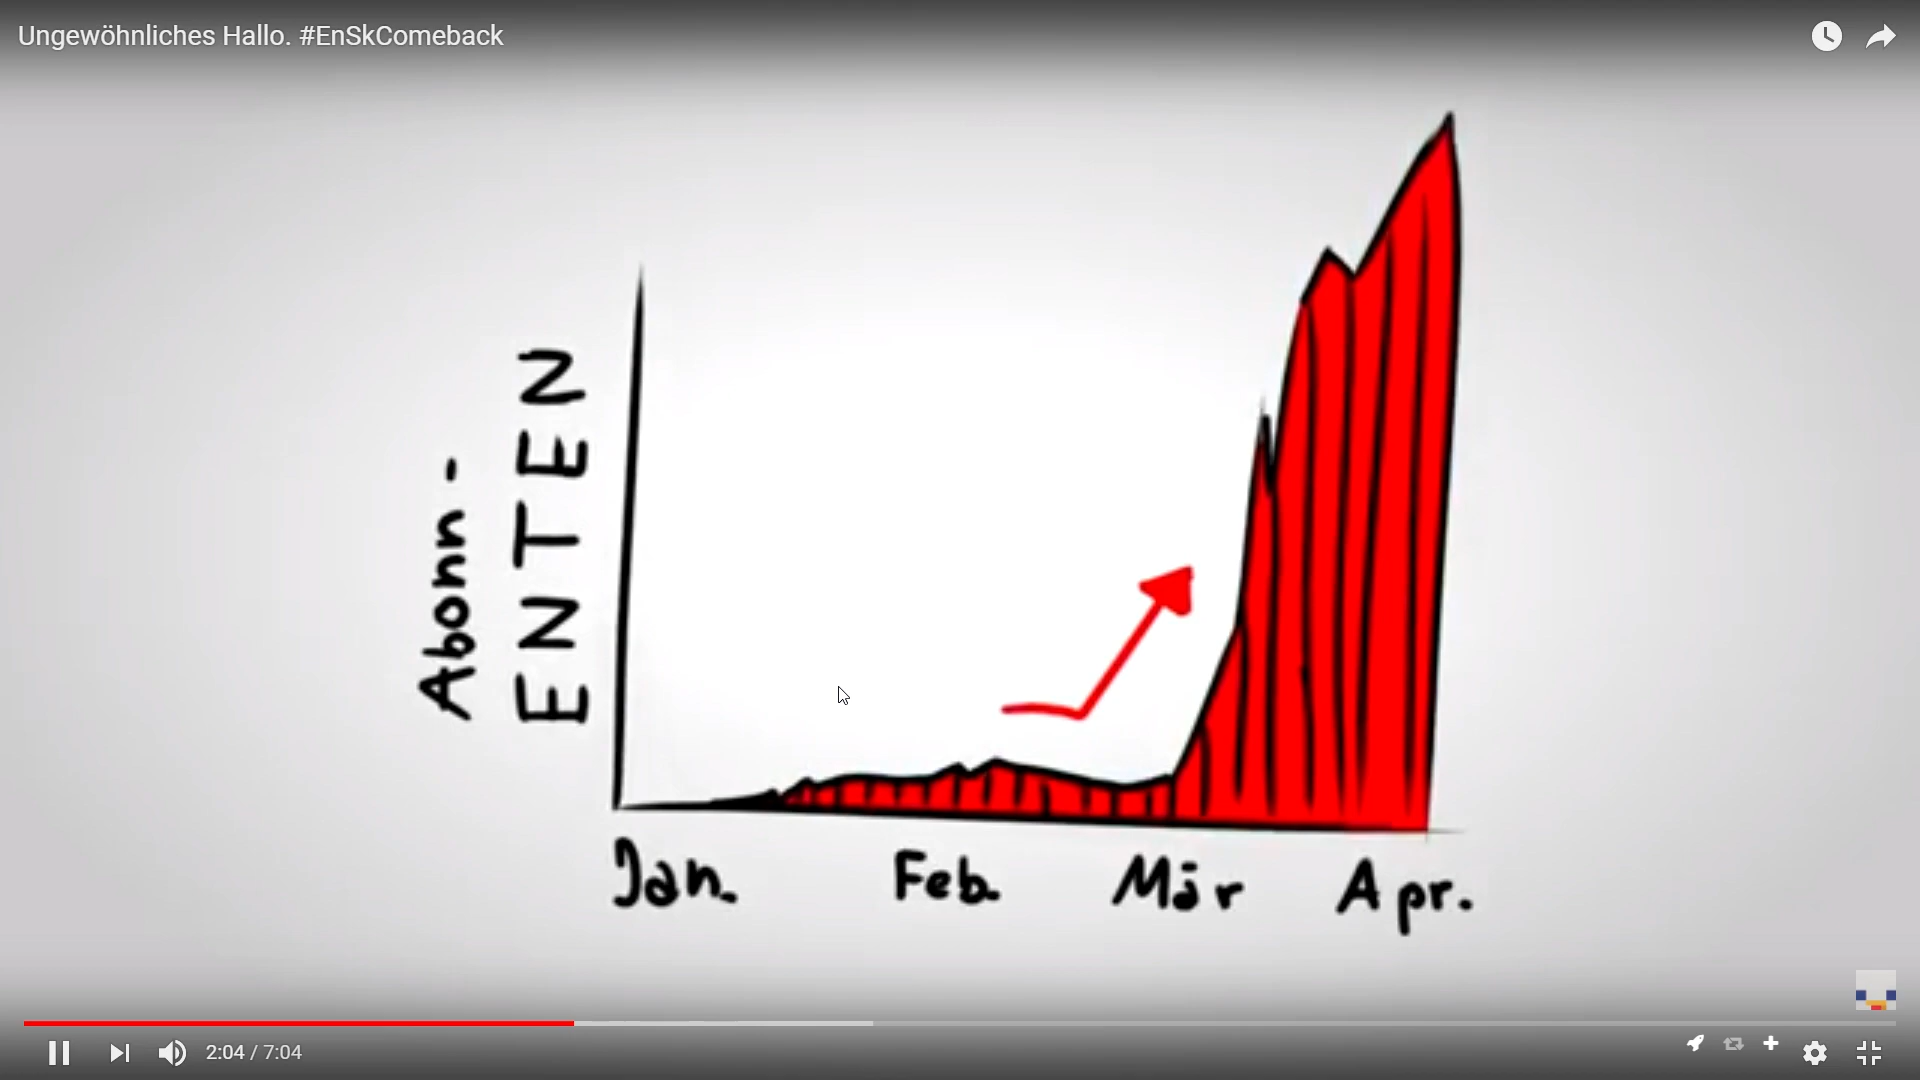 Ungewöhnliches Hallo. #EnSkComeback
Abonn-
ENTEN
Jan. Feb. Mär Apr.
2:04 / 7:04